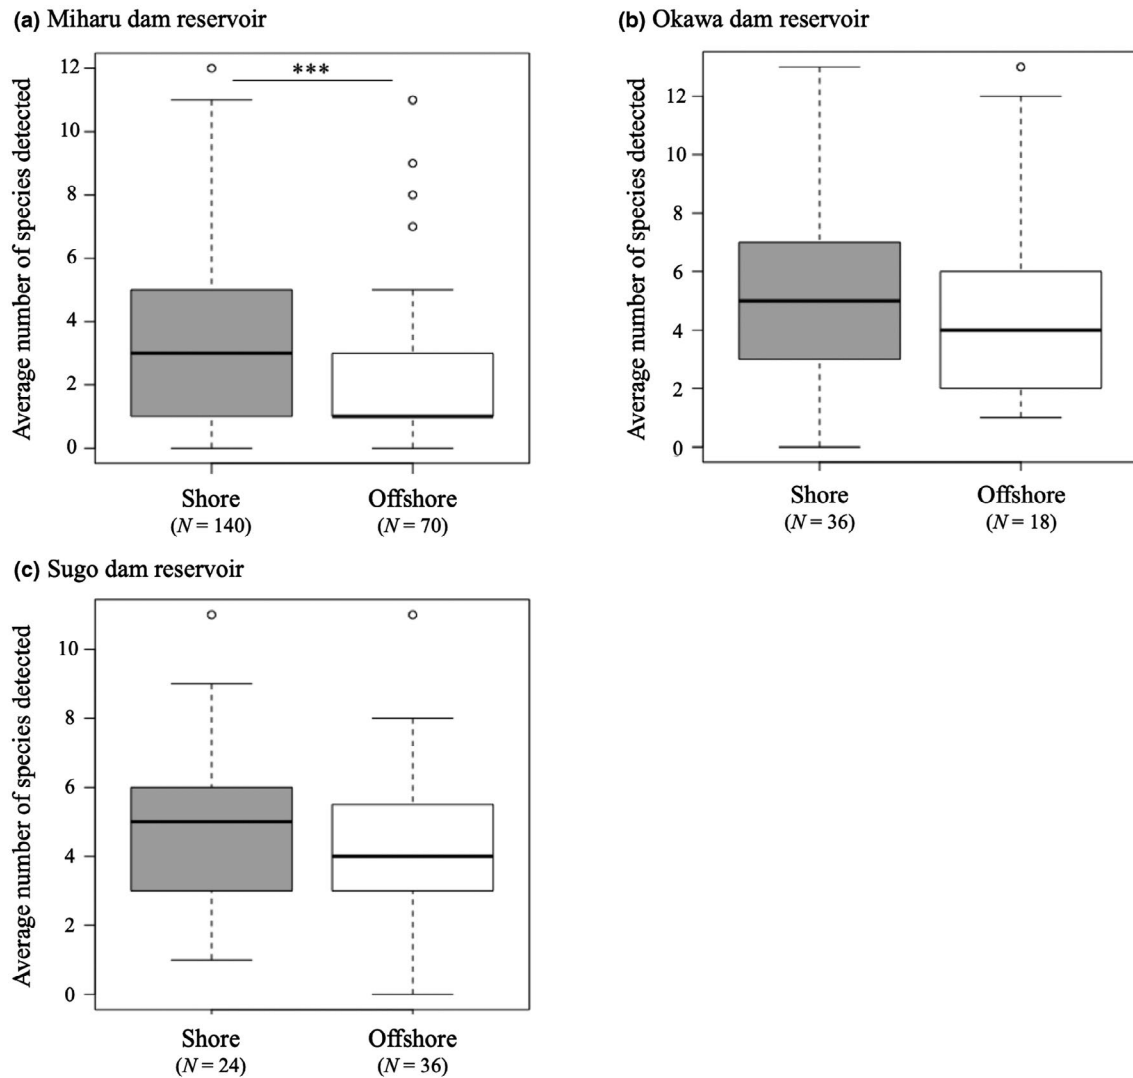 (a) Miharu dam reservoir
Average number of species detected
12
10
8
6
4
2
0
***
Shore
(N = 140)
Offshore
(N = 70)
(b) Okawa dam reservoir
Average number of species detected
12
10
8
6
4
2
0
Shore
(N = 36)
Offshore
(N = 18)
(c) Sugo dam reservoir
Average number of species detected
10
8
6
4
2
0
Shore
(N = 24)
Offshore
(N = 36)